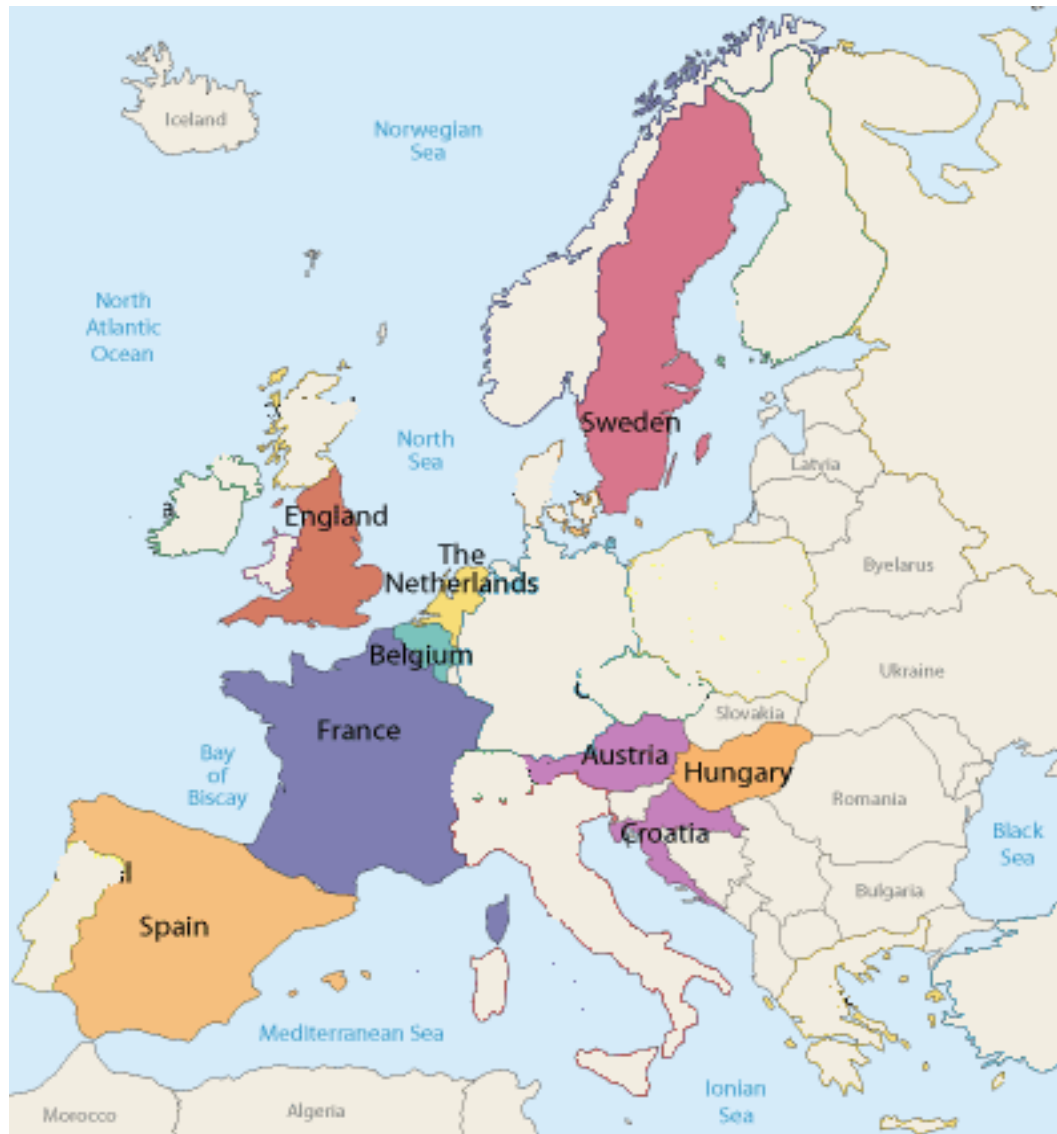 Iceland
Norwegian
Sea
North
Atlantic
Ocean
North
Sea
Sweden
Latvia
England
The
Netherlands
Byelarus
Belgium
Ukraine
Slovakia
France
Austria
Hungary
Bay
of
Biscay
Romania
Croatia
Black
Sea
Bulgaria
Spain
Mediterranean Sea
Ionian
Sea
Algeria
Morocco